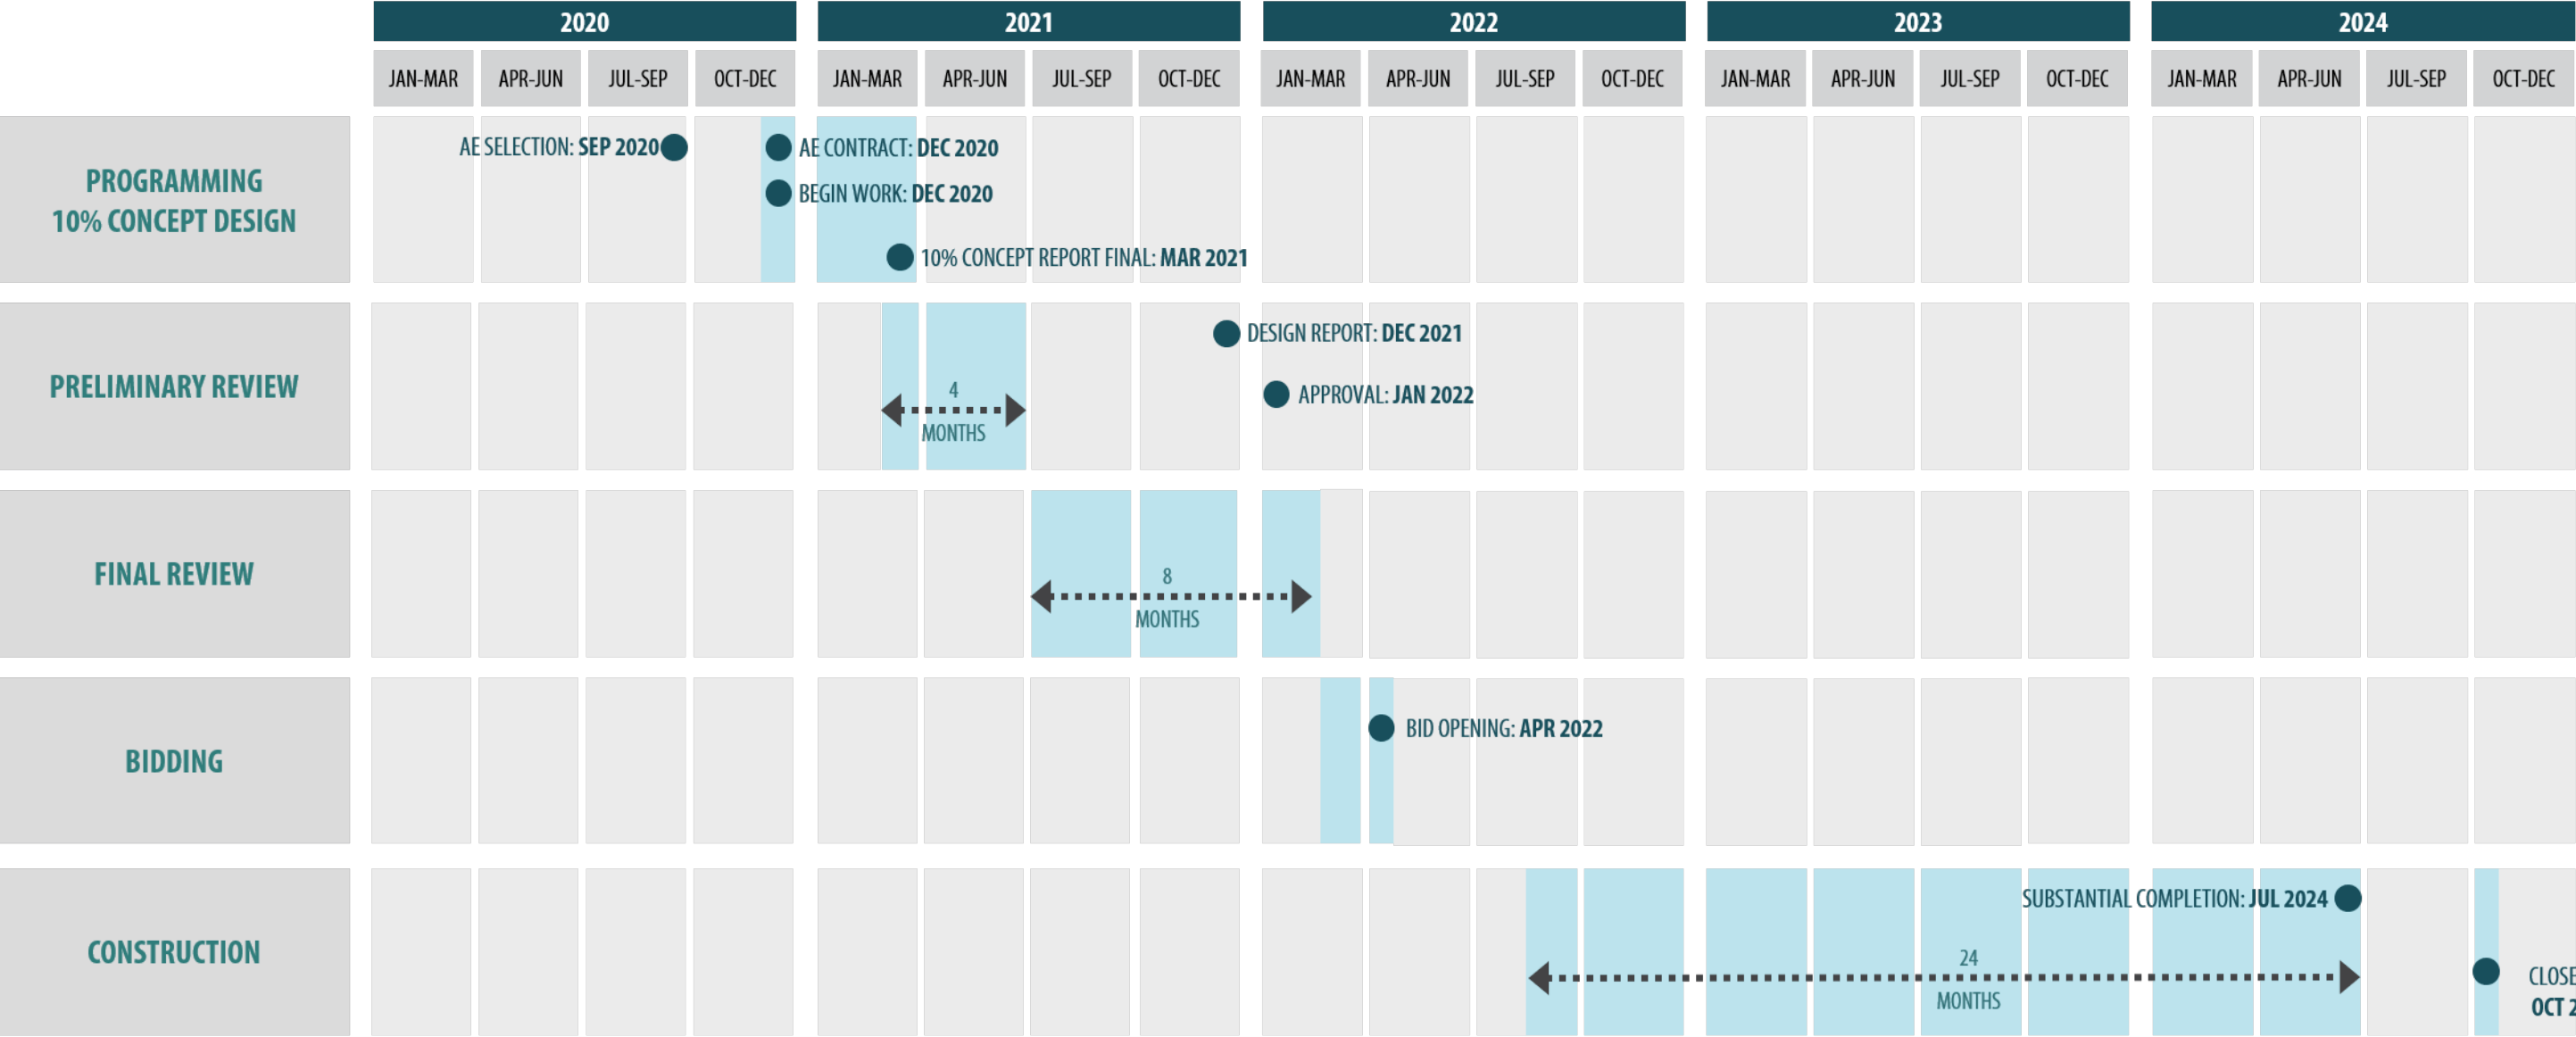 2020 2021 2022 2023 2024
JAN-MAR APR-JUN JUL-SEP OCT-DEC JAN-MAR APR-JUN JUL-SEP OCT-DEC JAN-MAR APR-JUN JUL-SEP OCT-DEC JAN-MAR APR-JUN JUL-SEP OCT-DEC JAN-MAR APR-JUN JUL-SEP OCT-DEC
PROGRAMMING
10% CONCEPT DESIGN
AE SELECTION: SEP 2020
AE CONTRACT: DEC 2020
BEGIN WORK: DEC 2020
10% CONCEPT REPORT FINAL: MAR 2021
PRELIMINARY REVIEW
4
MONTHS
DESIGN REPORT: DEC 2021
APPROVAL: JAN 2022
FINAL REVIEW
8
MONTHS
BIDDING
BID OPENING: APR 2022
CONSTRUCTION
SUBSTANTIAL COMPLETION: JUL 2024
24
MONTHS
CLOSE
OCT 2